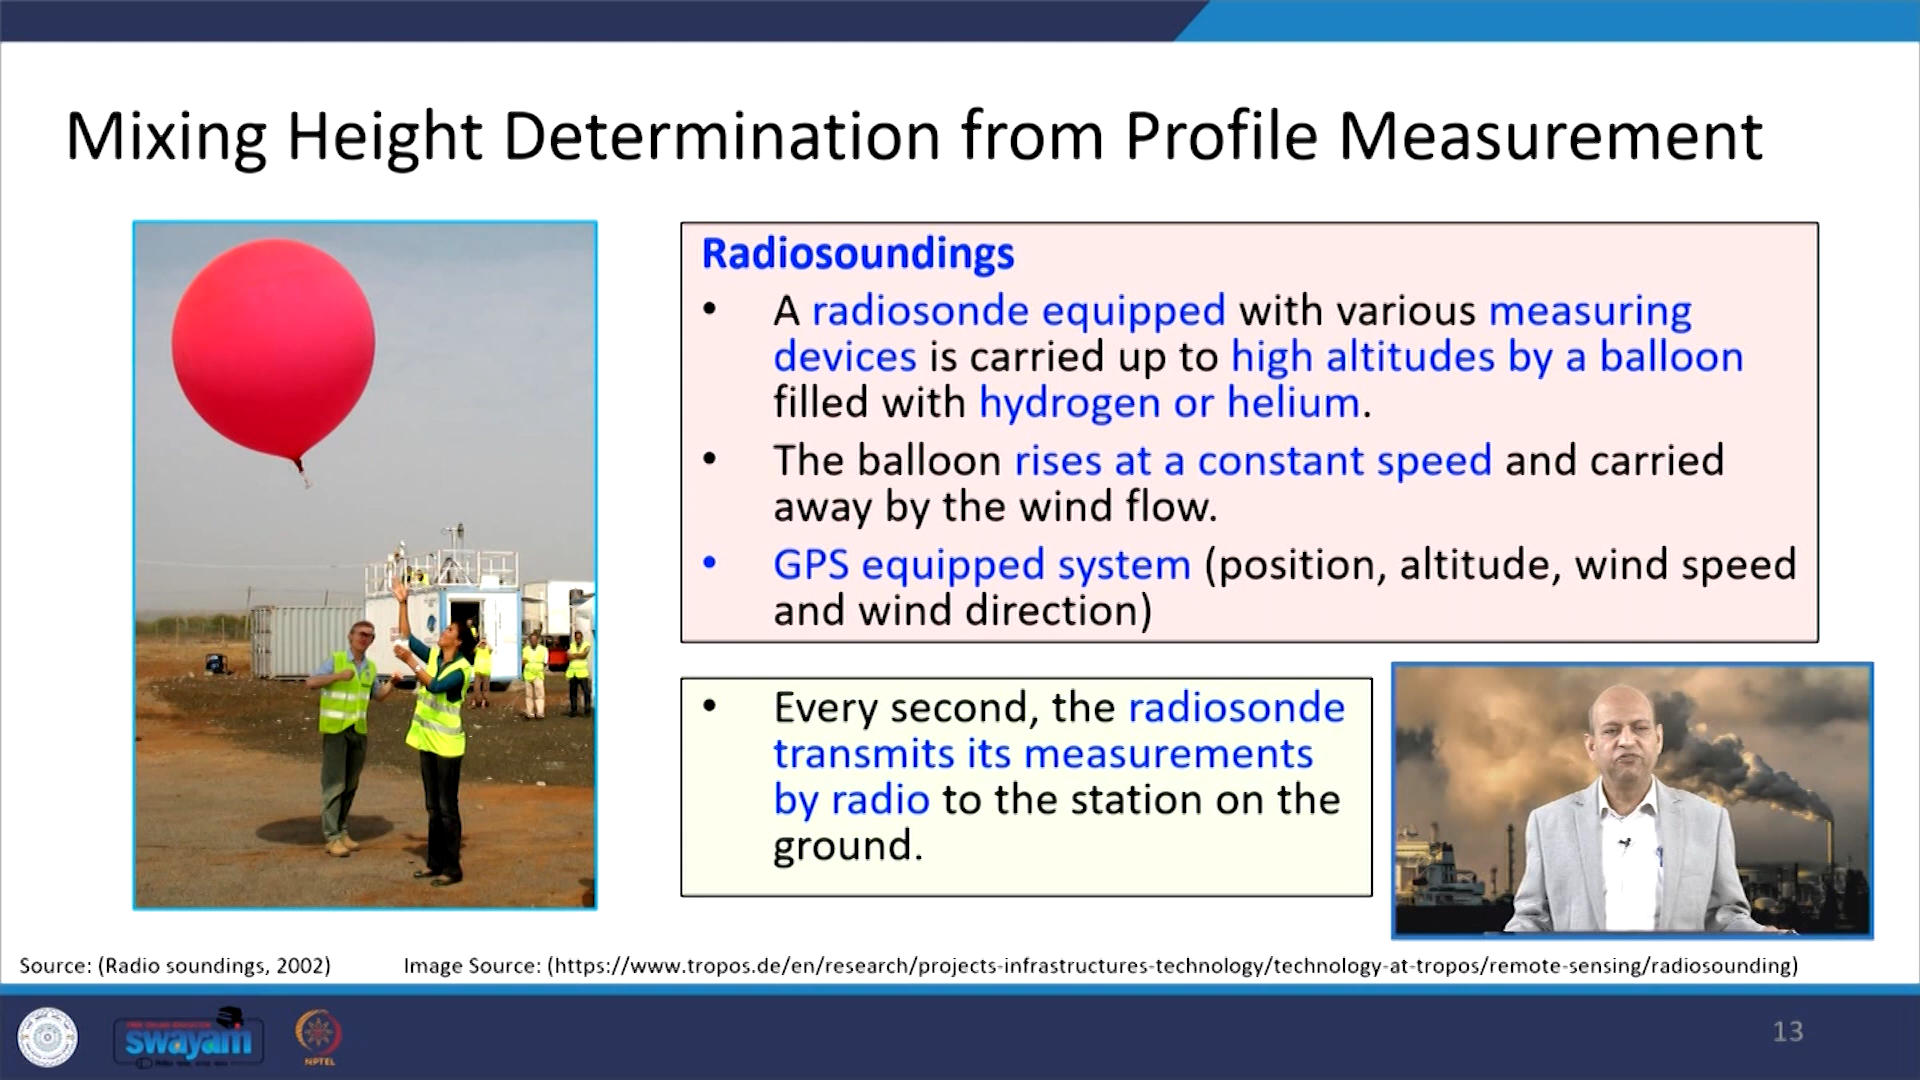 Mixing Height Determination from Profile Measurement
Radiosoundings
• A radiosonde equipped with various measuring
devices is carried up to high altitudes by a balloon
filled with hydrogen or helium.
• The balloon rises at a constant speed and carried
away by the wind flow.
• GPS equipped system (position, altitude, wind speed
and wind direction)
• Every second, the radiosonde
transmits its measurements
by radio to the station on the
ground.
Source: (Radio soundings, 2002)
Image Source: (https://www.tropos.de/en/research/projects-infrastructures-technology/technology-at-tropos/remote-sensing/radiosounding)
swayam
NPTEL
13